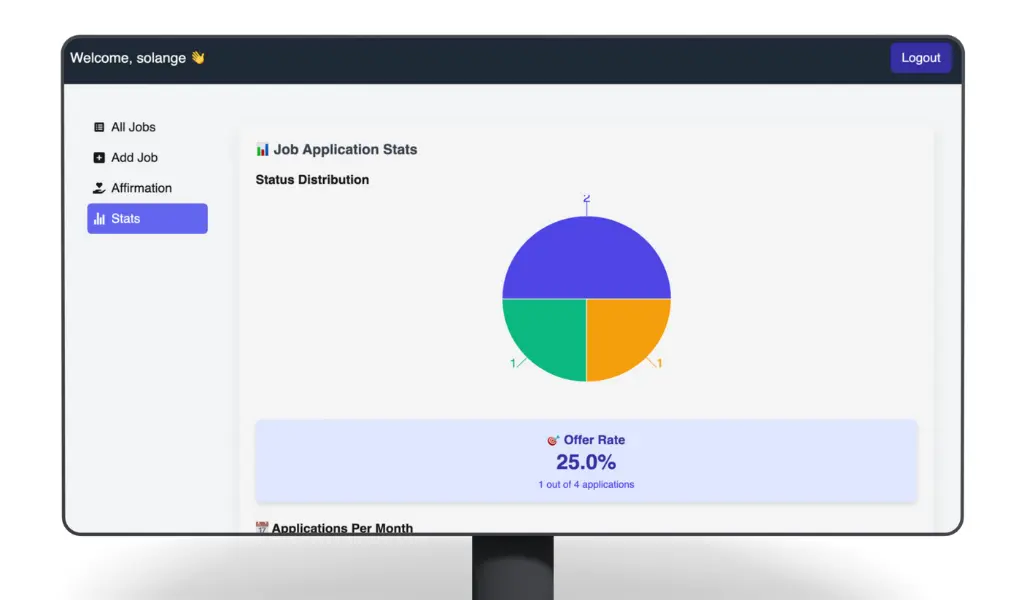 Welcome, solange 👋
Logout
All Jobs
Add Job
Affirmation
Stats
📊 Job Application Stats
Status Distribution
2
1
1
🎯 Offer Rate
25.0%
1 out of 4 applications
📅 Applications Per Month